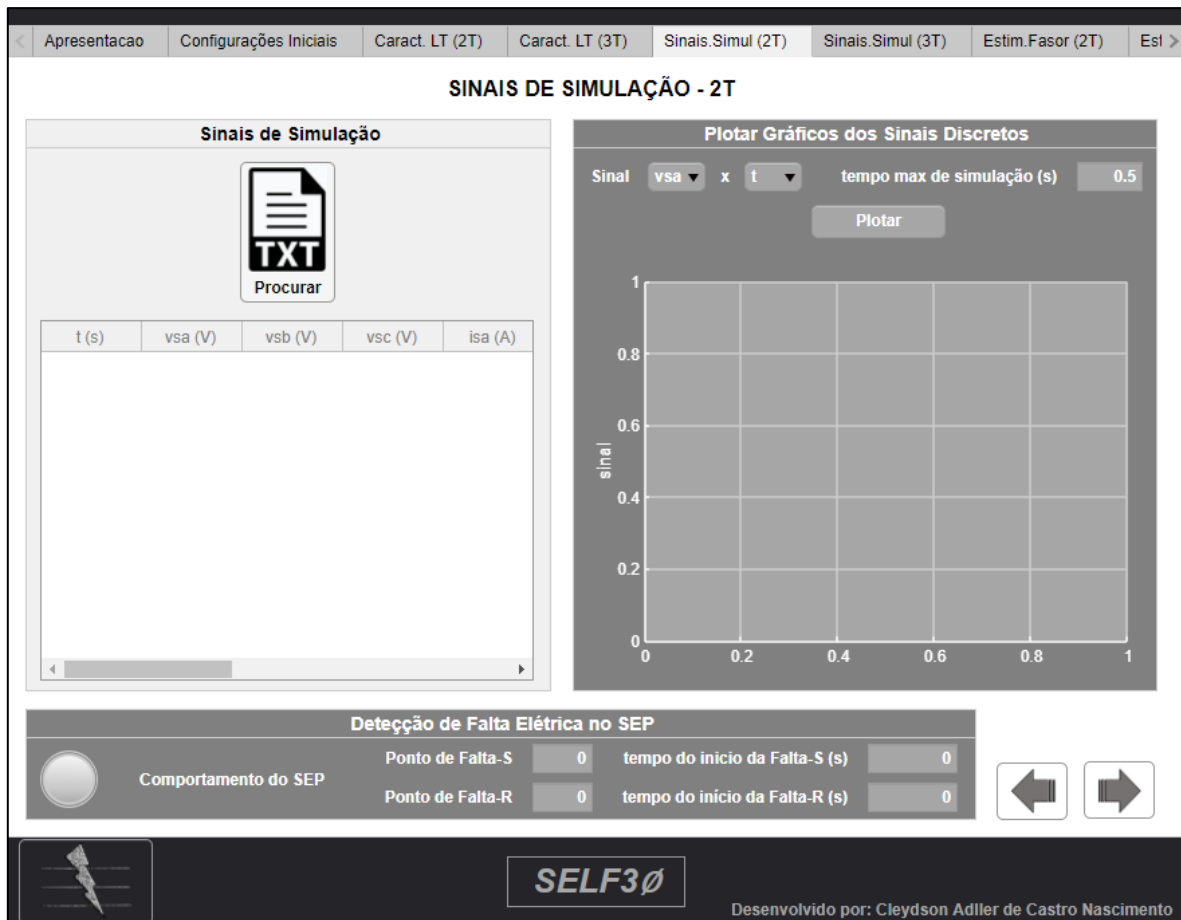 Apresentacao Configurações Iniciais Caract. LT (2T) Caract. LT (3T) Sinais.Simul (2T) Sinais.Simul (3T) Estim.Fasor (2T) Est
SINAIS DE SIMULAÇÃO - 2T
Sinais de Simulação
TXT
Procurar
t (s) vsa (V) vsb (V) vsc (V) isa (A)
Plotar Gráficos dos Sinais Discretos
Sinal vsa x t tempo max de simulação (s) 0.5
Plotar
1
0.8
0.6
0.4
0.2
0
sinal
0 0.2 0.4 0.6 0.8 1
Deteçção de Falta Elétrica no SEP
Comportamento do SEP
Ponto de Falta-S 0 tempo do inicio da Falta-S (s) 0
Ponto de Falta-R 0 tempo do início da Falta-R (s) 0
SELF3Ø
Desenvolvido por: Cleydson Adller de Castro Nascimento